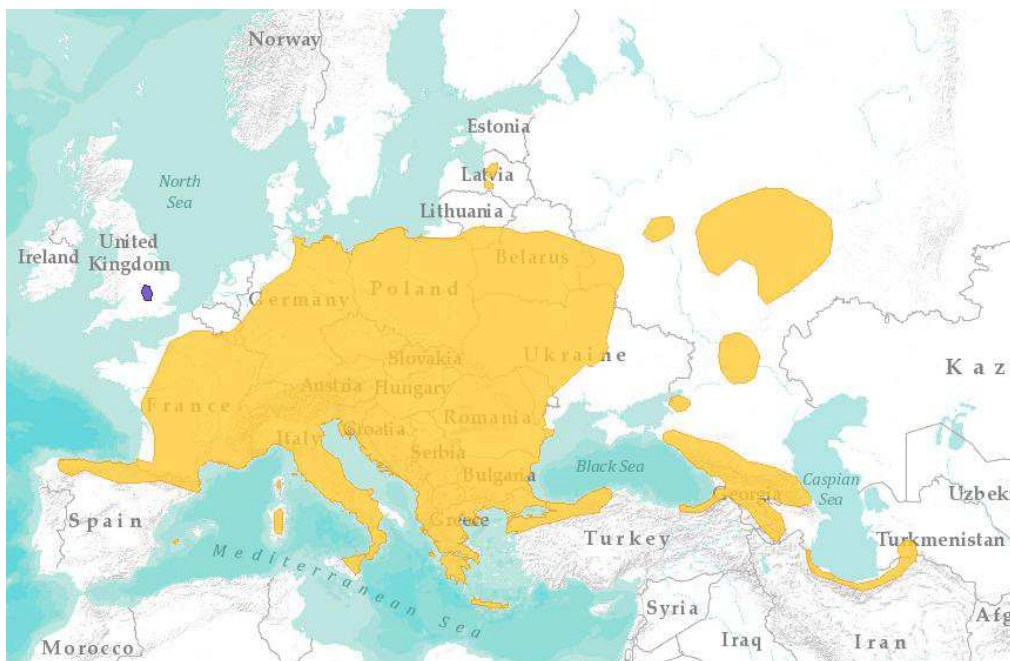 Norway
Estonia
Latvia
Lithuania
North
Sea
United
Kingdom
Ireland
Belarus
Germany
Poland
Ukraine
Kaz
Slovakia
Austria
Hungary
France
Romania
Italy
Croatia
Serbia
Black Sea
Caspian
Sea
Bulgaria
Georgia
Uzbeki
Spain
Greece
Turkey
Turkmenistan
Mediterranean Sea
Syria
Afg
Morocco
Iraq
Iran